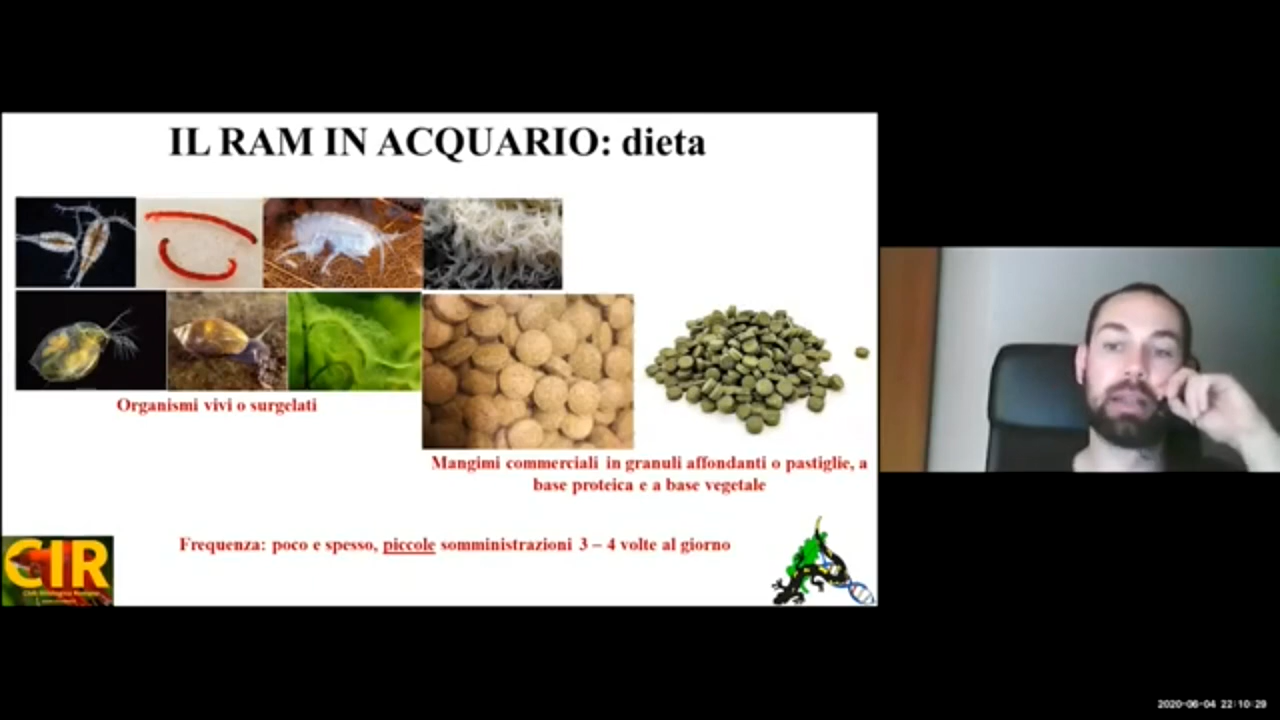 IL RAM IN ACQUARIO: dieta
Organismi vivi o surgelati
Mangimi commerciali in granuli affondanti o pastiglie, a
base proteica e a base vegetale
Frequenza: poco e spesso, piccole somministrazioni 3 – 4 volte al giorno
CIR
2020-06-04 22:10:29